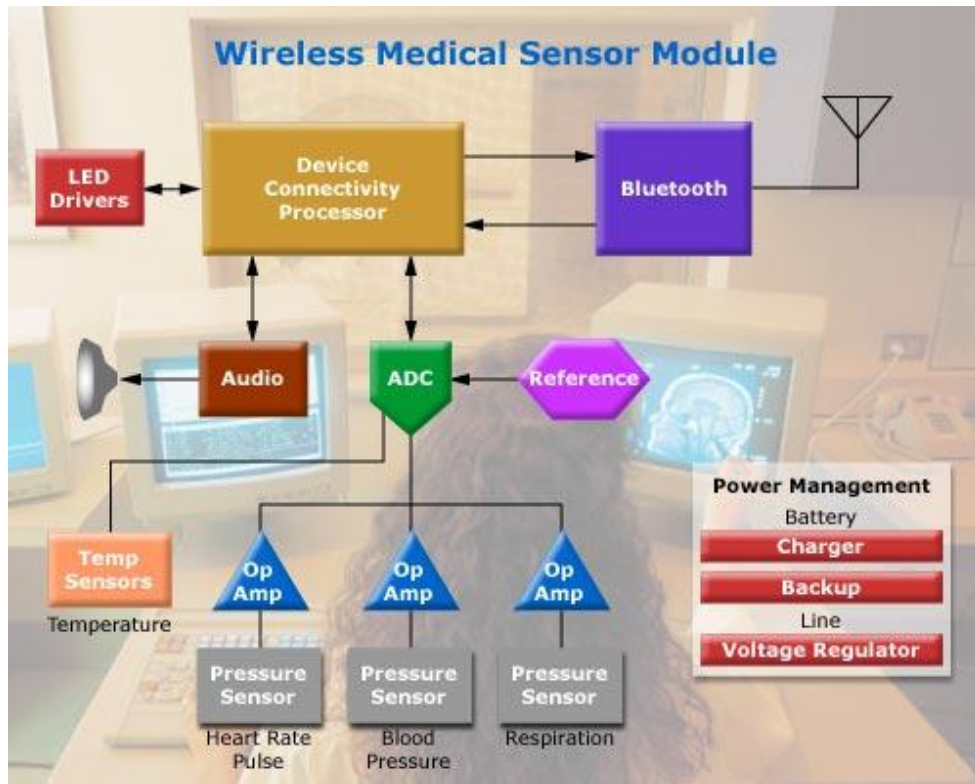 Wireless Medical Sensor Module
LED
Drivers
Device
Connectivity
Processor
Bluetooth
Audio
ADC
Reference
Temp
Sensors
Temperature
Op
Amp
Op
Amp
Op
Amp
Pressure
Sensor
Heart Rate
Pulse
Pressure
Sensor
Blood
Pressure
Pressure
Sensor
Respiration
Power Management
Battery
Charger
Backup
Line
Voltage Regulator